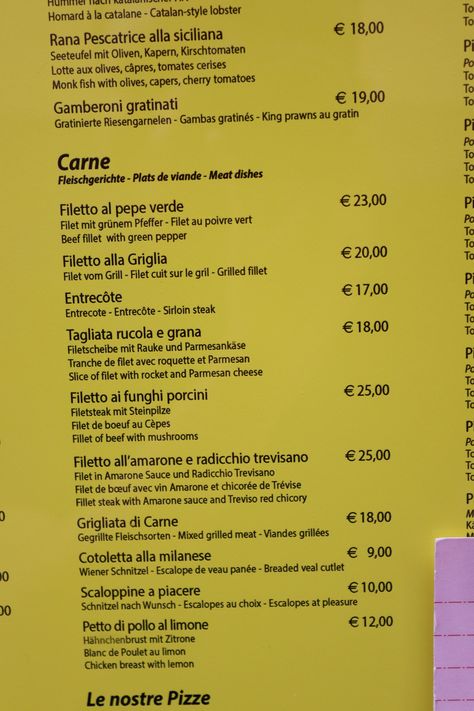 Homard à la catalane - Catalan-style lobster
Rana Pescatrice alla siciliana € 18,00
Seeteufel mit Oliven, Kapern, Kirschtomaten
Lotte aux olives, câpres, tomates cerises
Monk fish with olives, capers, cherry tomatoes
Gamberoni gratinati € 19,00
Gratinierte Riesengarnelen - Gambas gratinés - King prawns au gratin
Carne
Fleischgerichte - Plats de viande - Meat dishes
Filetto al pepe verde € 23,00
Filet mit grünem Pfeffer - Filet au poivre vert
Beef fillet with green pepper
Filetto alla Griglia € 20,00
Filet vom Grill - Filet cuit sur le gril - Grilled fillet
Entrecôte € 17,00
Entrecote - Entrecôte - Sirloin steak
Tagliata rucola e grana € 18,00
Filetscheibe mit Rauke und Parmesankäse
Tranche de filet avec roquette et Parmesan
Slice of filet with rocket and Parmesan cheese
Filetto ai funghi porcini € 25,00
Filetsteak mit Steinpilze
Filet de boeuf au Cèpes
Fillet of beef with mushrooms
Filetto all'amarone e radicchio trevisano € 25,00
Filet in Amarone Sauce und Radicchio Trevisano
Filet de bœuf avec vin Amarone et chicorée de Trévise
Fillet steak with Amarone sauce and Treviso red chicory
Grigliata di Carne € 18,00
Gegrillte Fleischsorten - Mixed grilled meat - Viandes grillées
Cotoletta alla milanese € 9,00
Wiener Schnitzel - Escalope de veau panée - Breaded veal cutlet
Scaloppine a piacere € 10,00
Schnitzel nach Wunsch - Escalopes au choix - Escalopes at pleasure
Petto di pollo al limone € 12,00
Hähnchenbrust mit Zitrone
Blanc de Poulet au limon
Chicken breast with lemon
Le nostre Pizze